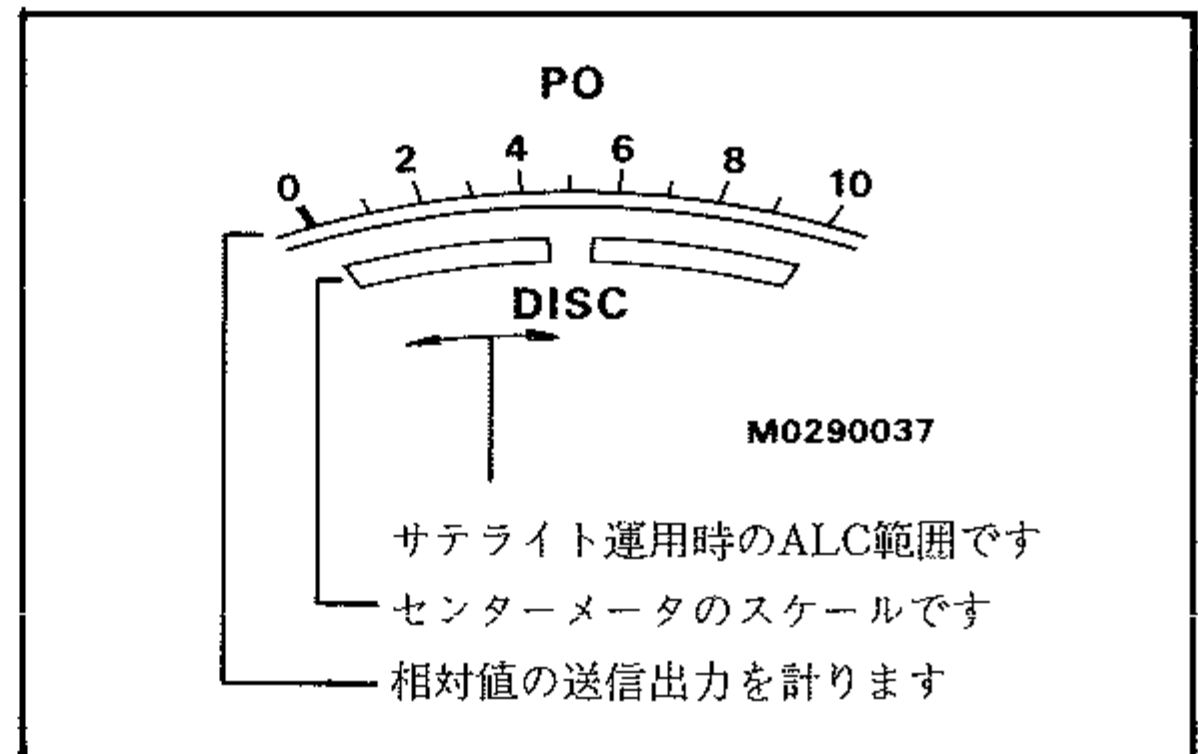 PO
0 2 4 6 8 10
DISC
M0290037
サテライト運用時のALC範囲です
センターメータのスケールです
相対値の送信出力を計ります